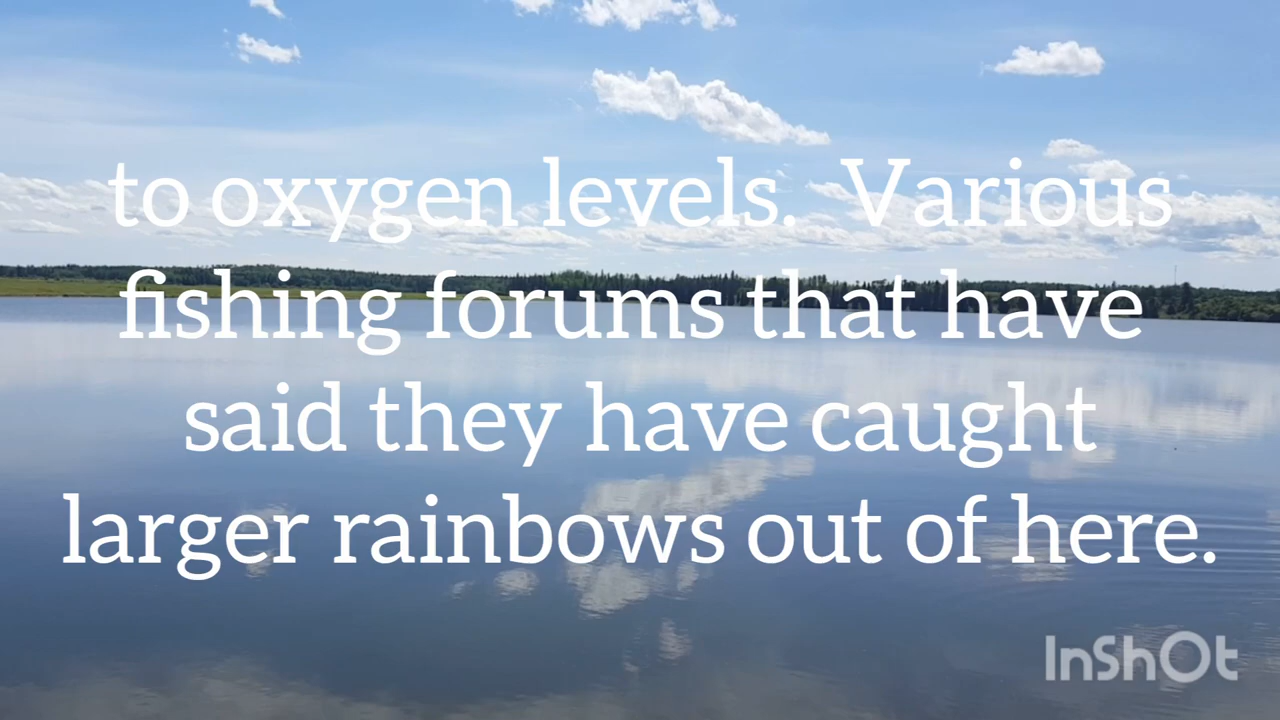 to oxygen levels.  Various
fishing forums that have
said they have caught
larger rainbows out of here.
InShOt